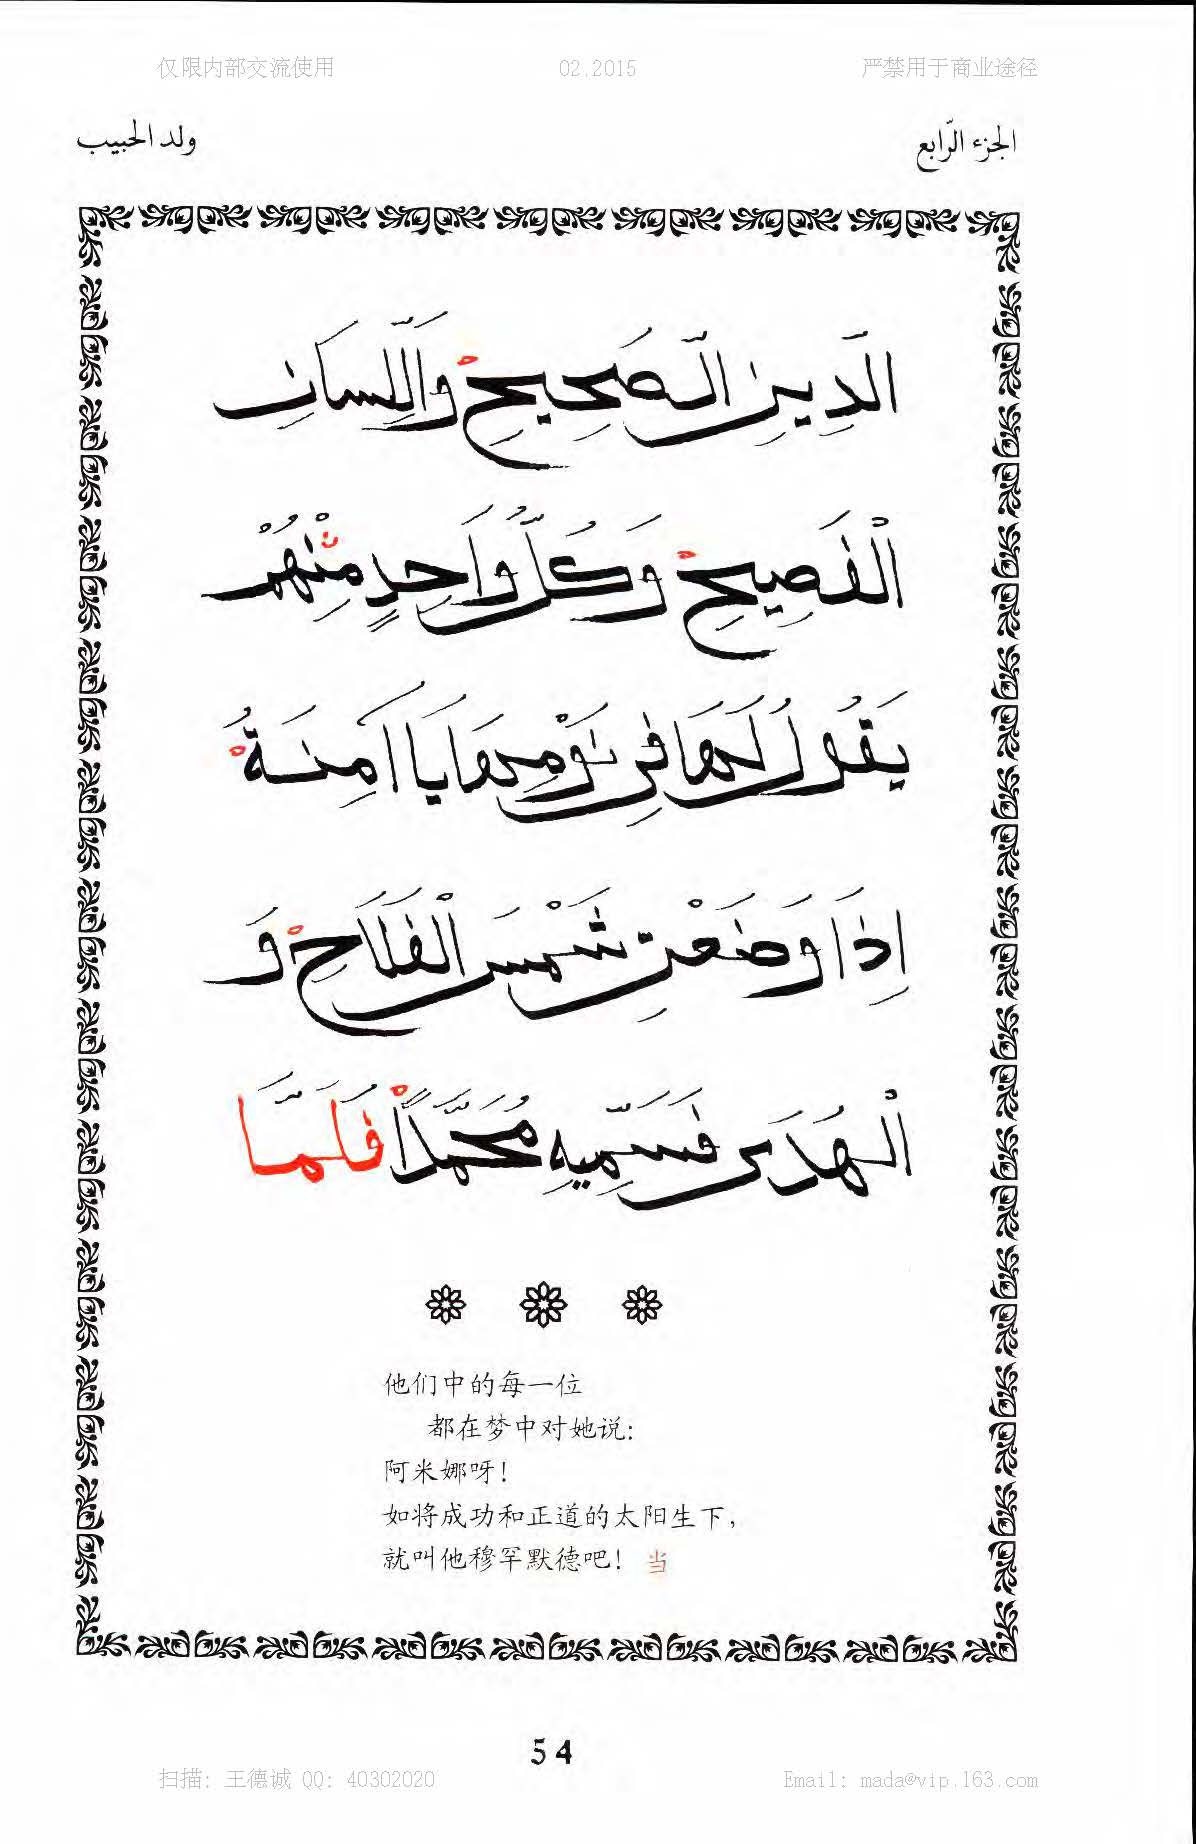 仅限内部交流使用 02.2015 严禁用于商业途径
الجزء الرّابع ولد الحبيب
الدِّينِ الصَّحِيحِ وَاللِّسَانِ
الْفَصِيحِ وَكُلُّ وَاحِدٍ مِنْهُمْ
يَقُولُ لَهَا فِى نَوْمِهَا يَا اٰمِنَةُ
اِذَا وَضَعْتِ شَمْسَ الْفَلَاحِ وَ
الْهُدَى فَسَمِّيهِ مُحَمَّدًا فَلَمَّا
他们中的每一位
都在梦中对她说：
阿米娜呀！
如将成功和正道的太阳生下，
就叫他穆罕默德吧！ 当
54
扫描：王德诚 QQ: 40302020 Email: mada@vip.163.com